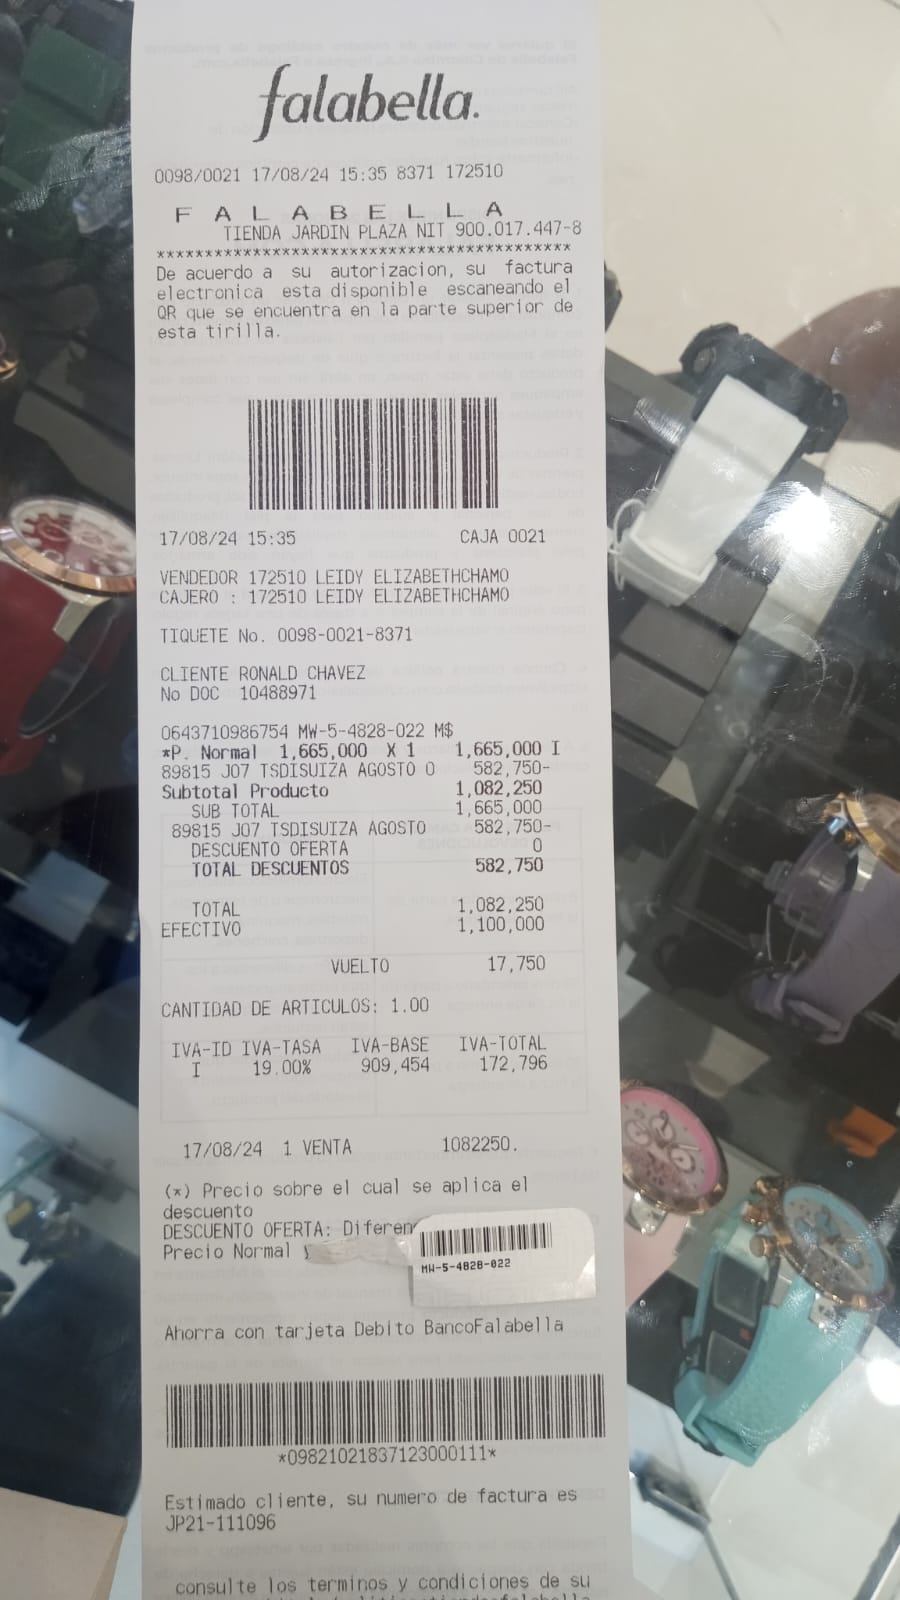 falabella.
0098/0021 17/08/24 15:35 8371 172510
F A L A B E L L A
TIENDA JARDIN PLAZA NIT 900.017.447-8
******************************************
De acuerdo a su autorizacion, su factura
electronica esta disponible escaneando el
QR que se encuentra en la parte superior de
esta tirilla.
17/08/24 15:35 CAJA 0021
VENDEDOR 172510 LEIDY ELIZABETHCHAMO
CAJERO : 172510 LEIDY ELIZABETHCHAMO
TIQUETE No. 0098-0021-8371
CLIENTE RONALD CHAVEZ
No DOC 10488971
0643710986754 MW-5-4828-022 M$
*P. Normal 1,665,000 X 1 1,665,000 I
89815 J07 TSDISUIZA AGOSTO 0 582,750-
Subtotal Producto 1,082,250
SUB TOTAL 1,665,000
89815 J07 TSDISUIZA AGOSTO 582,750-
DESCUENTO OFERTA 0
TOTAL DESCUENTOS 582,750
TOTAL 1,082,250
EFECTIVO 1,100,000
VUELTO 17,750
CANTIDAD DE ARTICULOS: 1.00
IVA-ID IVA-TASA IVA-BASE IVA-TOTAL
I 19.00% 909,454 172,796
17/08/24 1 VENTA 1082250.
(*) Precio sobre el cual se aplica el
descuento
DESCUENTO OFERTA: Diferen
Precio Normal
MW-5-4828-022
Ahorra con tarjeta Debito BancoFalabella
*09821021837123000111*
Estimado cliente, su numero de factura es
JP21-111096
consulte los terminos y condiciones de su